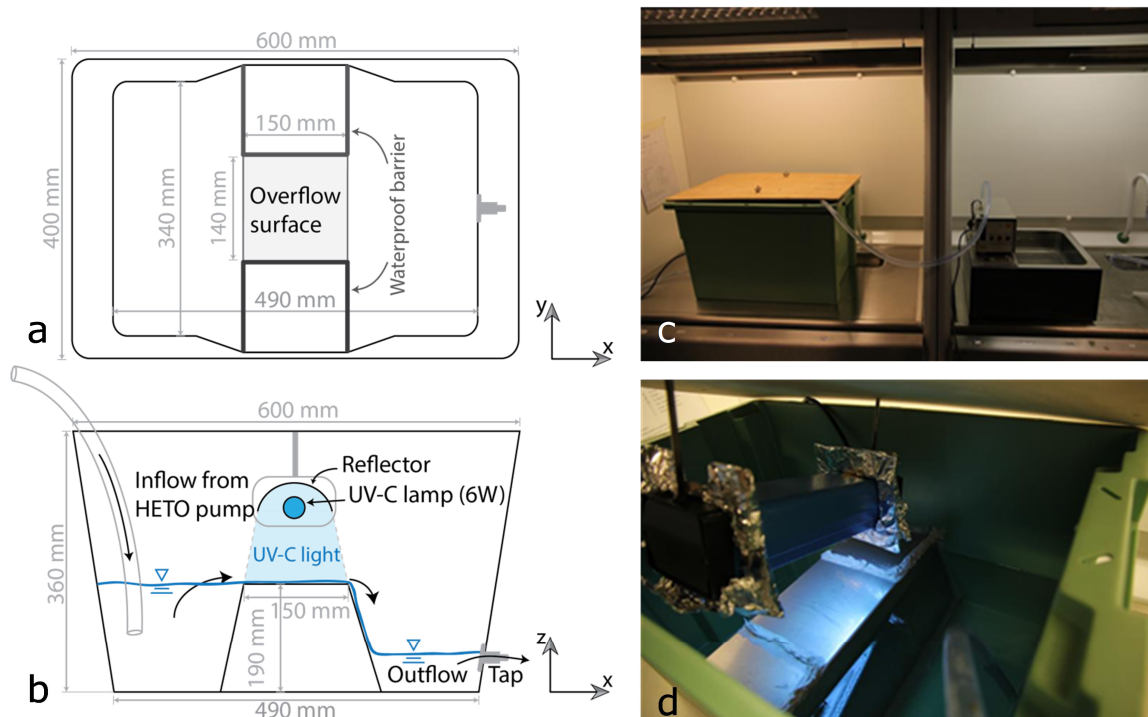 a
600 mm
400 mm
340 mm
150 mm
140 mm
Overflow
surface
Waterproof barrier
490 mm
y
x
b
600 mm
360 mm
Inflow from
HETO pump
Reflector
UV-C lamp (6W)
UV-C light
150 mm
190 mm
Outflow
Tap
490 mm
z
x
c
d